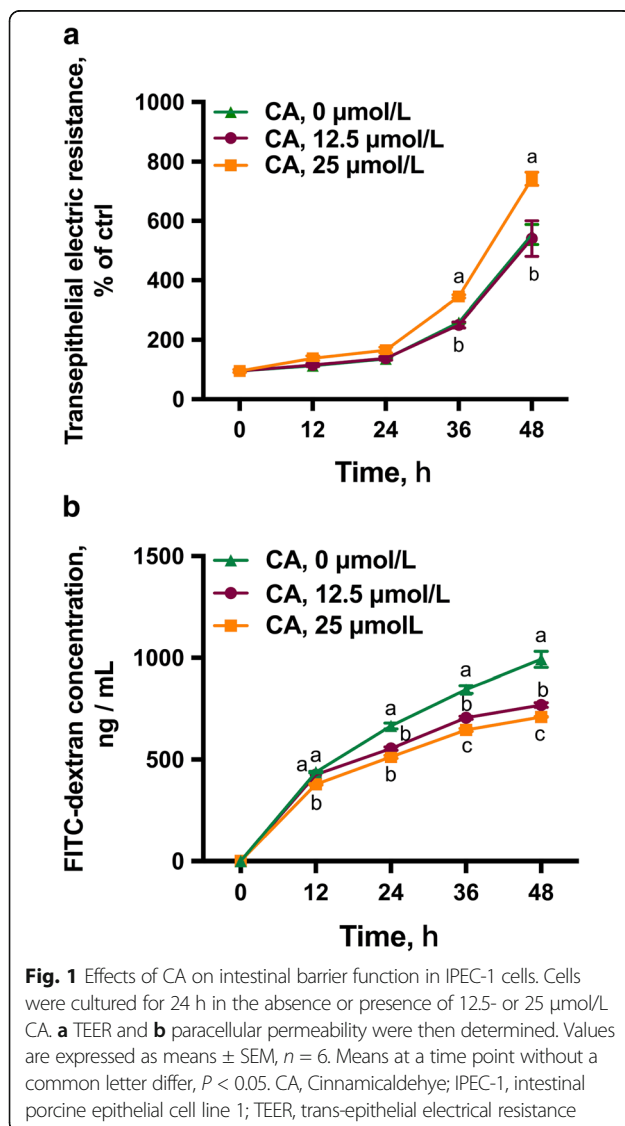 a
Transepithelial electric resistance,
% of ctrl
1000
800
600
400
200
0
CA, 0 µmol/L
CA, 12.5 µmol/L
CA, 25 µmol/L
a
a
b
b
0 12 24 36 48
Time, h
b
FITC-dextran concentration,
ng / mL
1500
1000
500
0
CA, 0 µmol/L
CA, 12.5 µmol/L
CA, 25 µmolL
a
a
a
b
b
a a
b
c
c
b
b
0 12 24 36 48
Time, h
Fig. 1 Effects of CA on intestinal barrier function in IPEC-1 cells. Cells
were cultured for 24 h in the absence or presence of 12.5- or 25 µmol/L
CA. a TEER and b paracellular permeability were then determined. Values
are expressed as means ± SEM, n = 6. Means at a time point without a
common letter differ, P < 0.05. CA, Cinnamicaldehye; IPEC-1, intestinal
porcine epithelial cell line 1; TEER, trans-epithelial electrical resistance